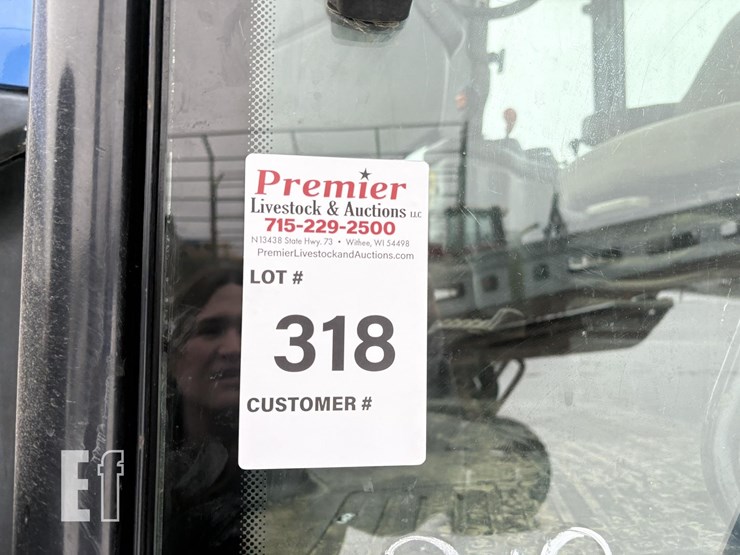 Premier
Livestock & Auctions LLC
715-229-2500
N13438 State Hwy. 73 • Withee, WI 54498
PremierLivestockandAuctions.com
LOT #
318
CUSTOMER #
Ef